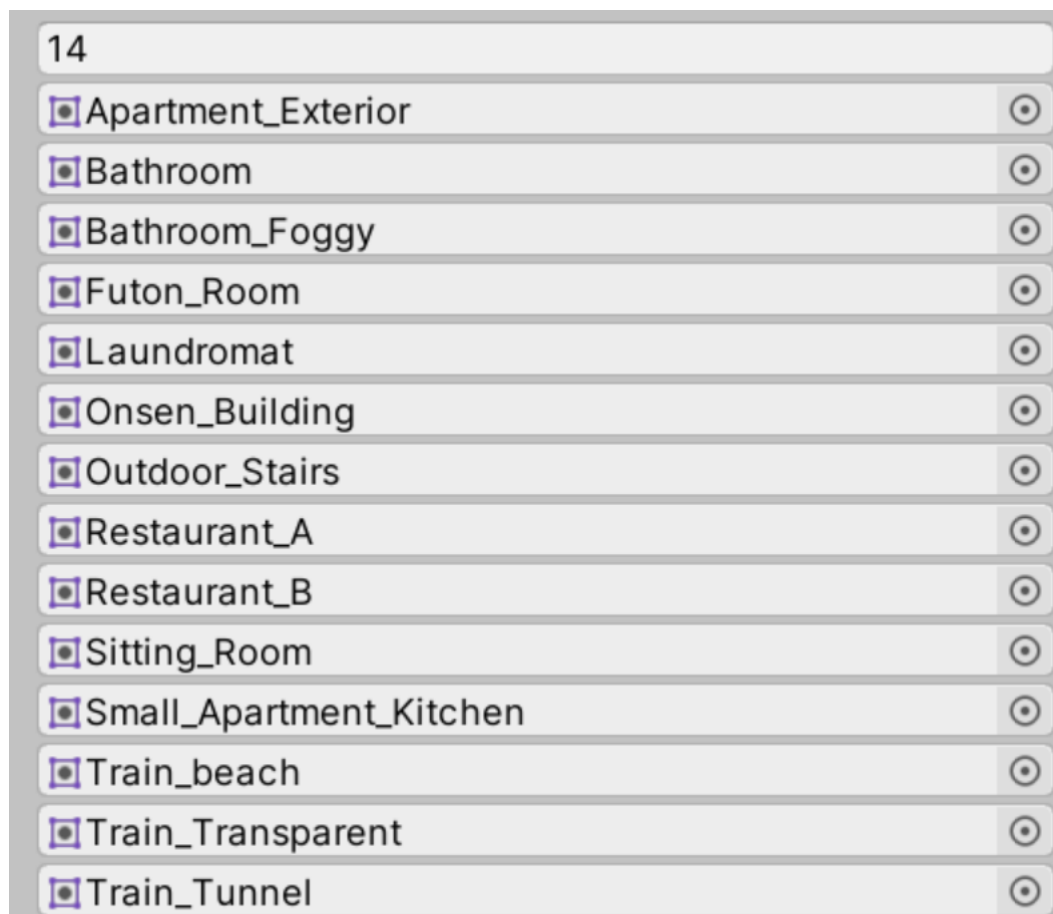 14
Apartment_Exterior
Bathroom
Bathroom_Foggy
Futon_Room
Laundromat
Onsen_Building
Outdoor_Stairs
Restaurant_A
Restaurant_B
Sitting_Room
Small_Apartment_Kitchen
Train_beach
Train_Transparent
Train_Tunnel